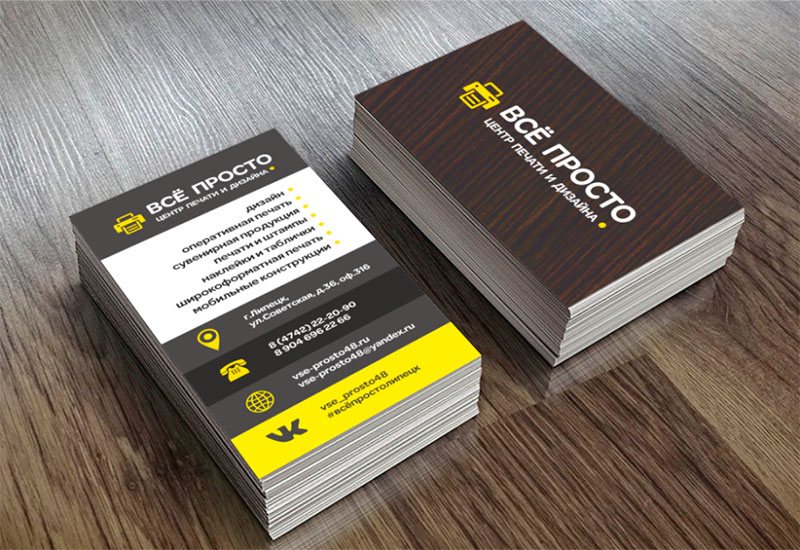 ВСЁ ПРОСТО
ЦЕНТР ПЕЧАТИ И ДИЗАЙНА
дизайн
оперативная печать
сувенирная продукция
печати и штампы
наклейки и таблички
широкоформатная печать
мобильные конструкции
г.Липецк,
ул.Советская, д.36, оф.316
8 (4742) 22-20-90
8 904 696 22 66
vse-prosto48.ru
vse-prosto48@yandex.ru
vse_prosto48
#всёпростолипецк
ВСЁ ПРОСТО
ЦЕНТР ПЕЧАТИ И ДИЗАЙНА